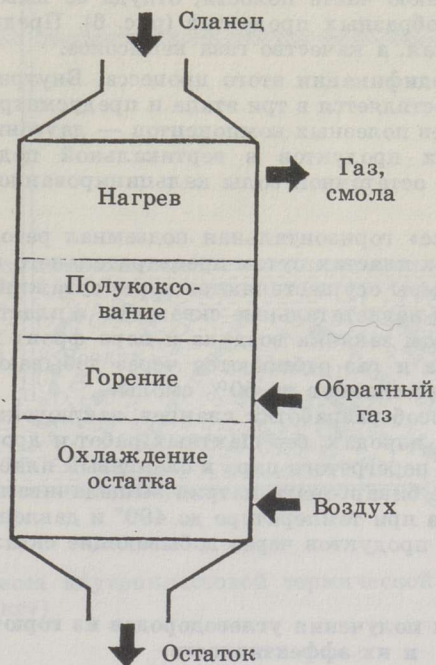 Сланец
Газ,
смола
Нагрев
Полукоксо-
вание
Горение
Обратный
газ
Охлаждение
остатка
Воздух
Остаток